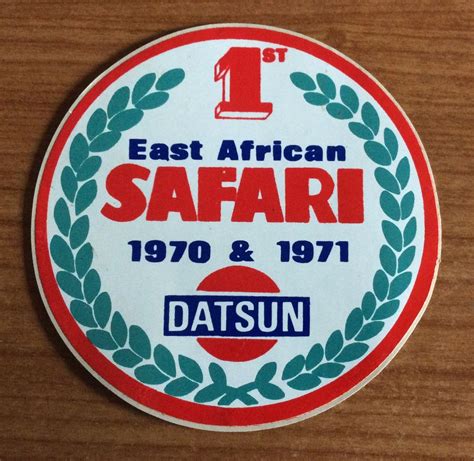 1ST
East African
SAFARI
1970 & 1971
DATSUN